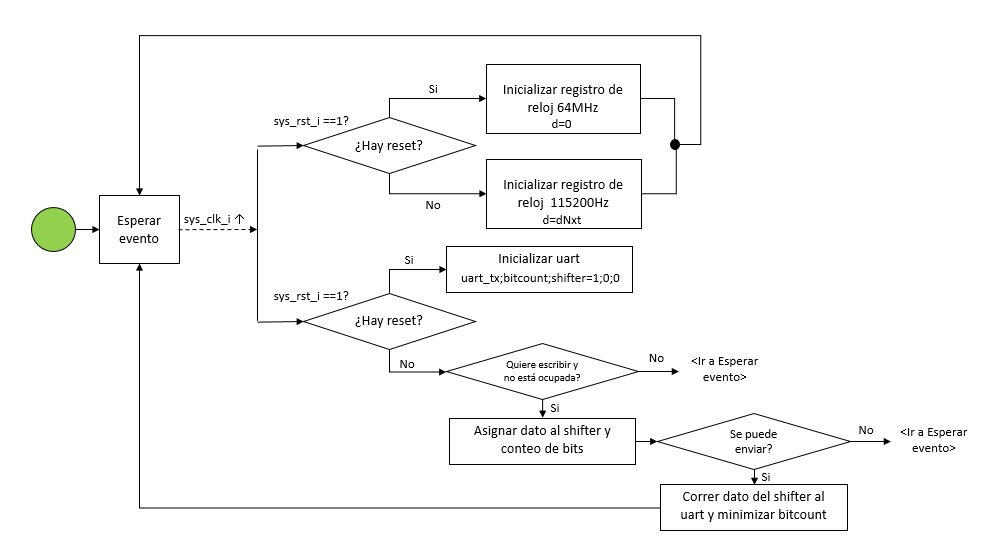 Si
Inicializar registro de
reloj 64MHz
d=0
sys_rst_i ==1?
¿Hay reset?
No
Inicializar registro de
reloj 115200Hz
d=dNxt
Esperar
evento
sys_clk_i ↑
Si
Inicializar uart
uart_tx;bitcount;shifter=1;0;0
sys_rst_i ==1?
¿Hay reset?
No
Quiere escribir y
no está ocupada?
No
<Ir a Esperar
evento>
Si
Asignar dato al shifter y
conteo de bits
Se puede
enviar?
No
<Ir a Esperar
evento>
Si
Correr dato del shifter al
uart y minimizar bitcount